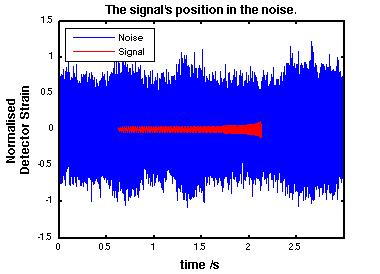 The signal's position in the noise.
1.5
Noise
Signal
1
0.5
0
-0.5
-1
-1.5
Normalised
Detector Strain
0 0.5 1 1.5 2 2.5
time /s